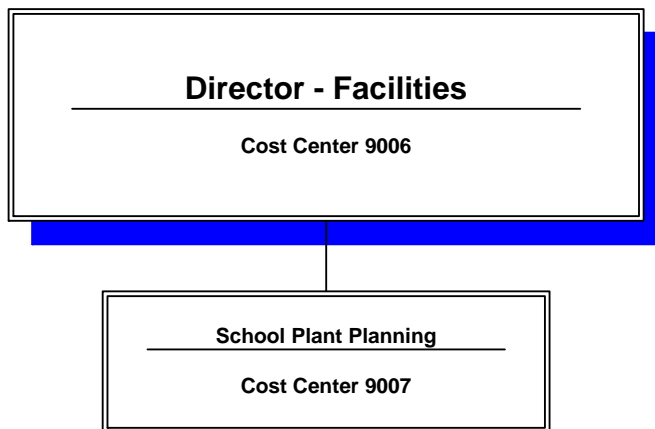 Director - Facilities
Cost Center 9006
School Plant Planning
Cost Center 9007